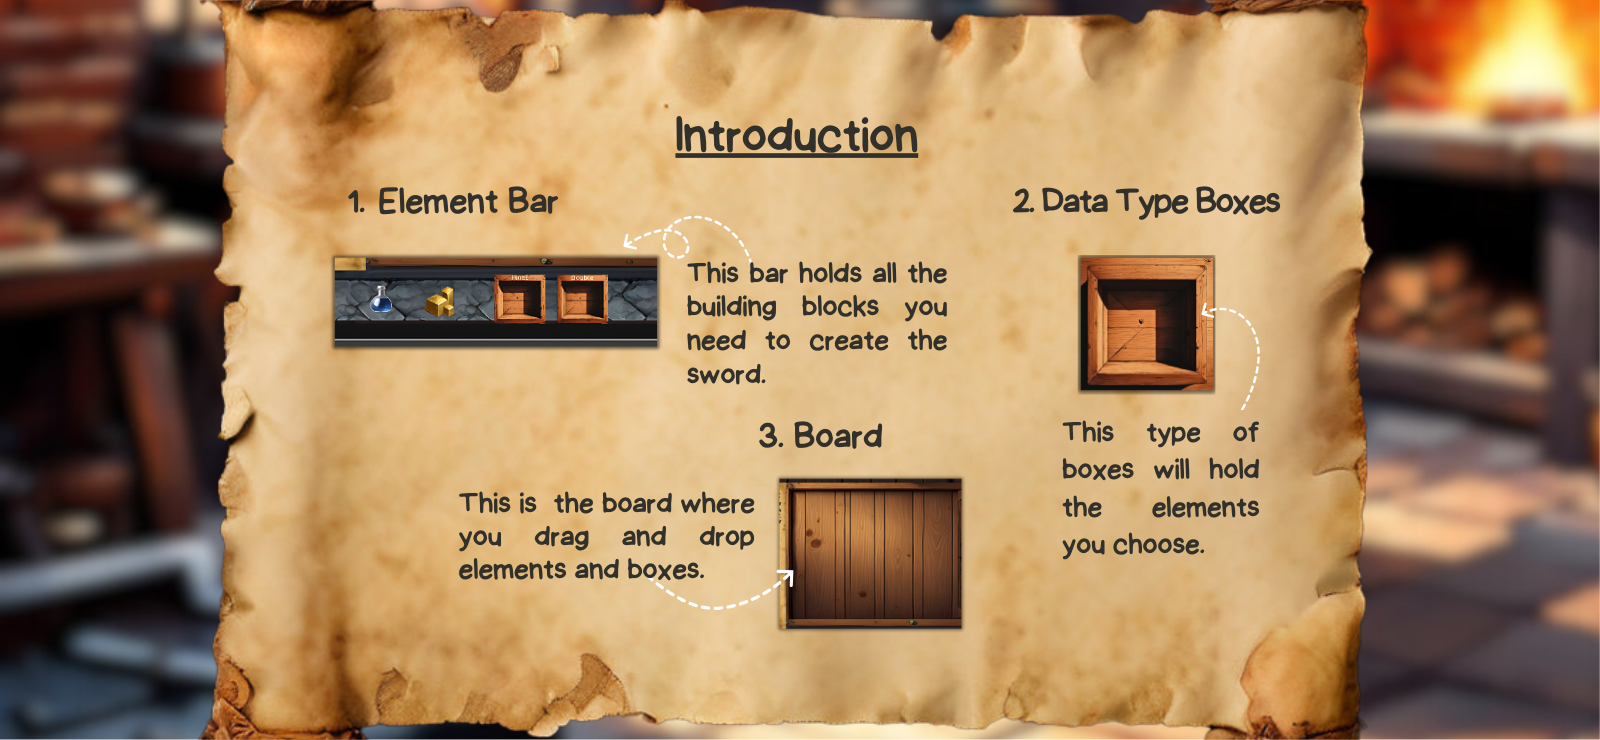 Introduction
1. Element Bar
This bar holds all the
building blocks you
need to create the
sword.
2. Data Type Boxes
This type of
boxes will hold
the elements
you choose.
3. Board
This is the board where
you drag and drop
elements and boxes.
Double